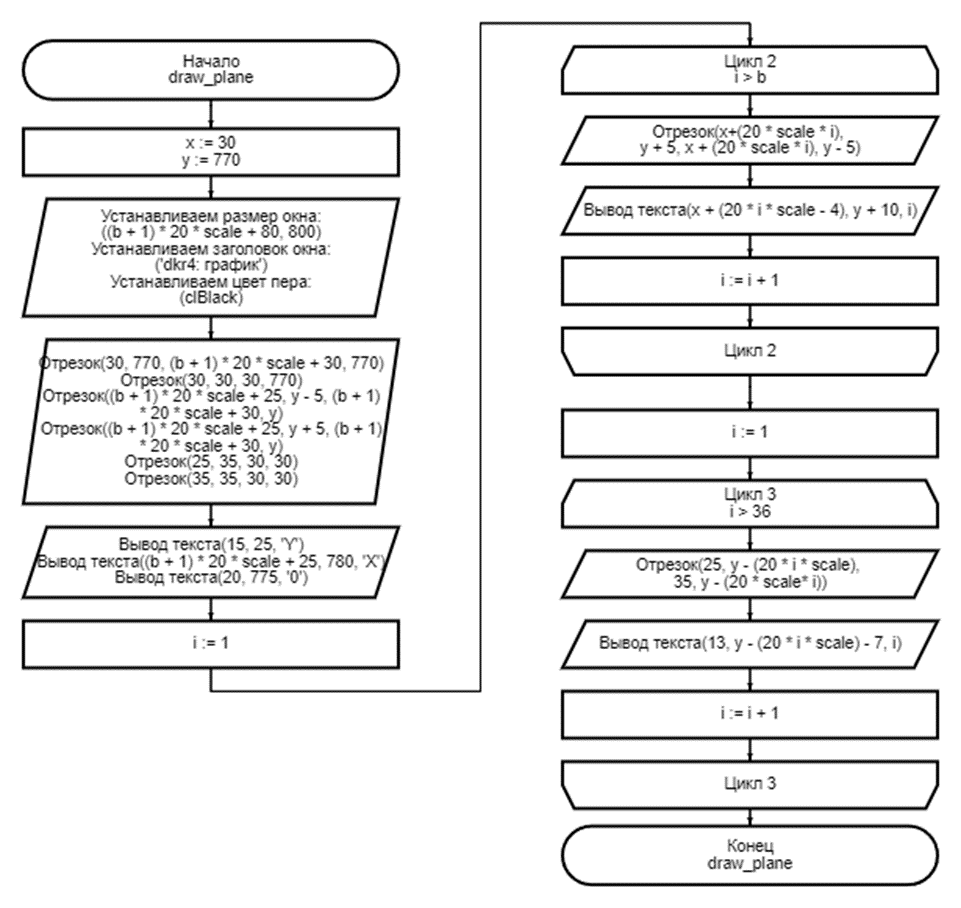 Начало
draw_plane
x := 30
y := 770
Устанавливаем размер окна:
((b + 1) * 20 * scale + 80, 800)
Устанавливаем заголовок окна:
('dkr4: график')
Устанавливаем цвет пера:
(clBlack)
Отрезок(30, 770, (b + 1) * 20 * scale + 30, 770)
Отрезок(30, 30, 30, 770)
Отрезок((b + 1) * 20 * scale + 25, y - 5, (b + 1)
* 20 * scale + 30, y)
Отрезок((b + 1) * 20 * scale + 25, y + 5, (b + 1)
* 20 * scale + 30, y)
Отрезок(25, 35, 30, 30)
Отрезок(35, 35, 30, 30)
Вывод текста(15, 25, 'Y')
Вывод текста((b + 1) * 20 * scale + 25, 780, 'X')
Вывод текста(20, 775, '0')
i := 1
Цикл 2
i > b
Отрезок(x+(20 * scale * i),
y + 5, x + (20 * scale * i), y - 5)
Вывод текста(x + (20 * i * scale - 4), y + 10, i)
i := i + 1
Цикл 2
i := 1
Цикл 3
i > 36
Отрезок(25, y - (20 * i * scale),
35, y - (20 * scale* i))
Вывод текста(13, y - (20 * i * scale) - 7, i)
i := i + 1
Цикл 3
Конец
draw_plane